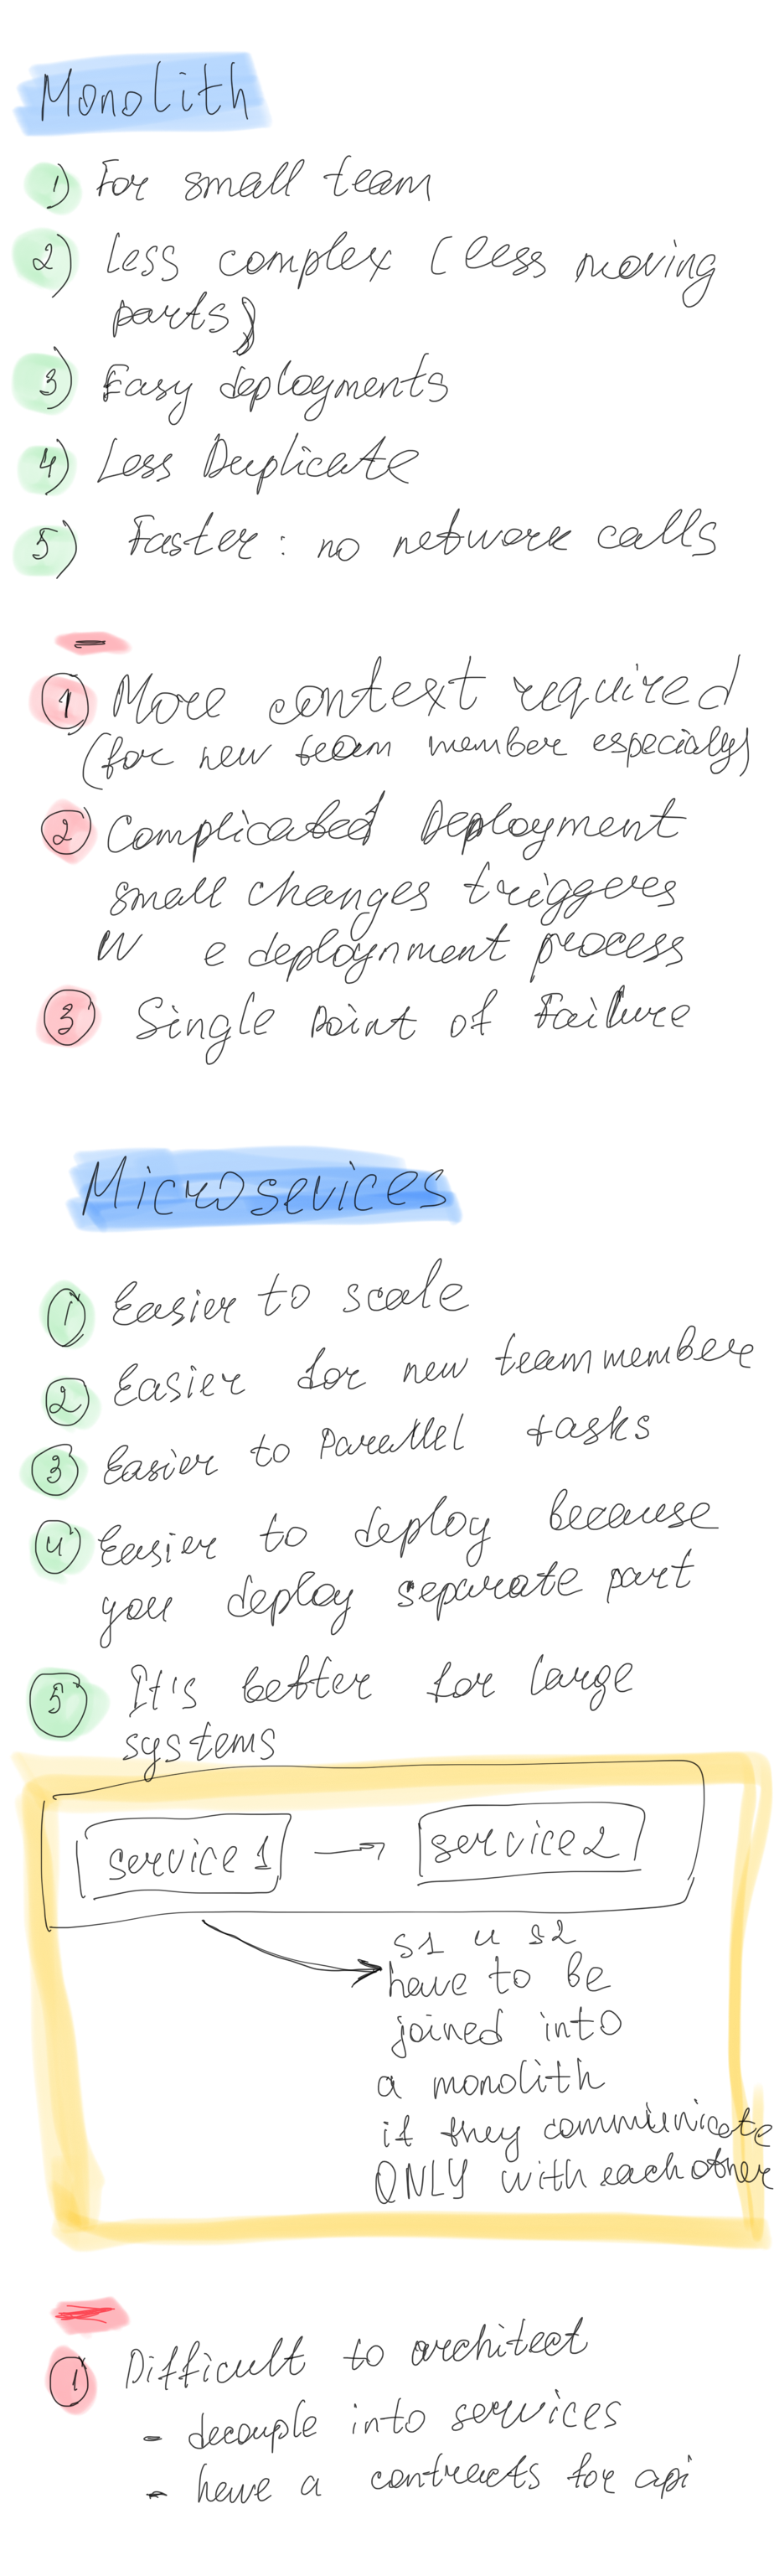 Monolith
1) For small team
2) Less complex (less moving
parts)
3) Easy deployments
4) Less Duplicate
5) Faster: no network calls
-
1 More context required
(for new team member especialy)
2 Complicated Deployment
small changes triggeres
e deploynment process
3 Single Point of Failure
Microsevices
1 Easier to scale
2 Easier for new team member
3 Easier to Parallel tasks
4 Easier to deploy because
you deploy separate part
5 It's better for large
systems
service 1 → service 2
S1 u S2
have to be
joined into
a monolith
if they communicate
ONLY with each other
-
1 Difficult to architect
- decouple into services
- have a contracts for api